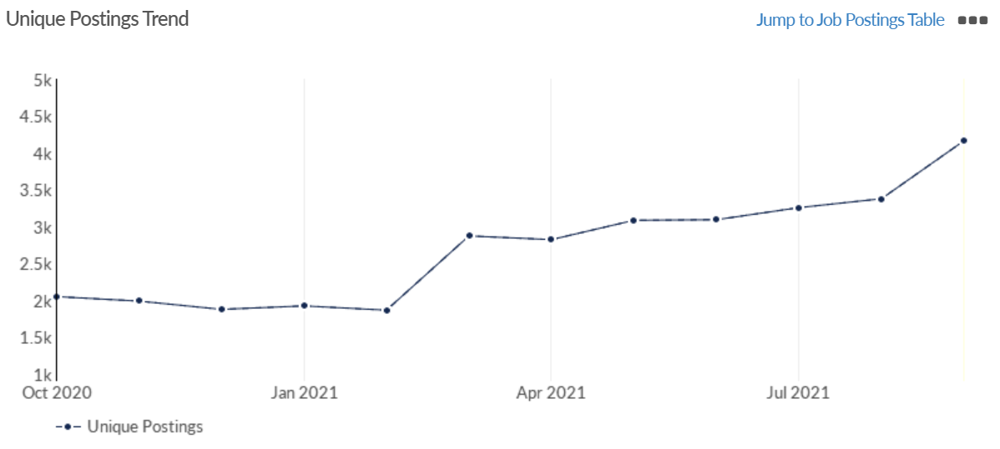 Unique Postings Trend
Jump to Job Postings Table
5k
4.5k
4k
3.5k
3k
2.5k
2k
1.5k
1k
Oct 2020 Jan 2021 Apr 2021 Jul 2021
Unique Postings